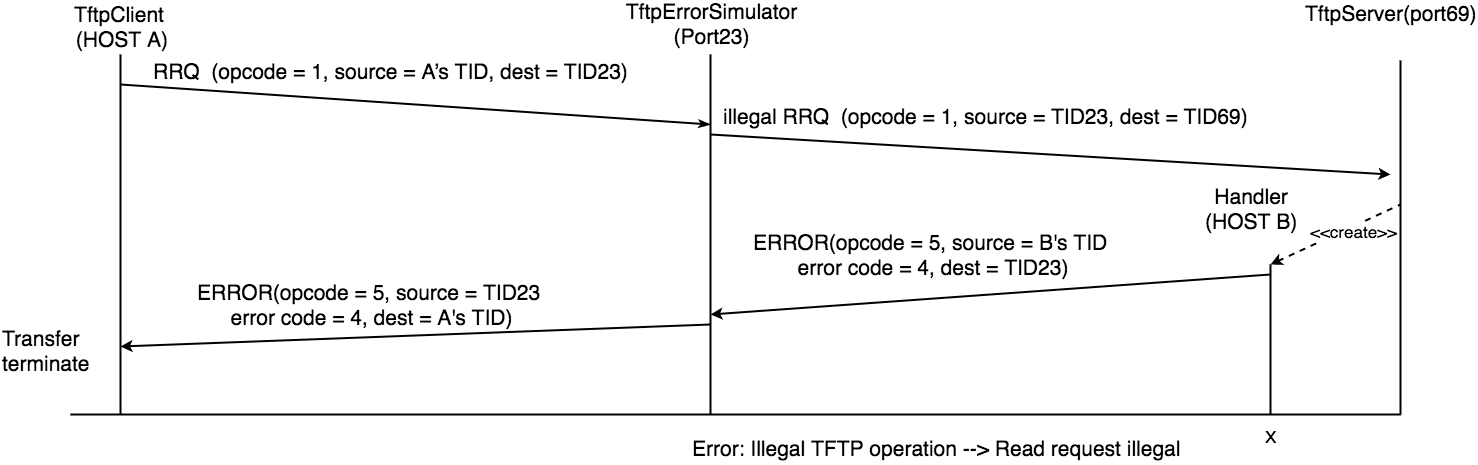 TftpClient
(HOST A)
TftpErrorSimulator
(Port23)
TftpServer(port69)
RRQ  (opcode = 1, source = A’s TID, dest = TID23)
illegal RRQ  (opcode = 1, source = TID23, dest = TID69)
Handler
(HOST B)
<<create>>
ERROR(opcode = 5, source = B's TID
error code = 4, dest = TID23)
ERROR(opcode = 5, source = TID23
error code = 4, dest = A's TID)
Transfer
terminate
x
Error: Illegal TFTP operation --> Read request illegal